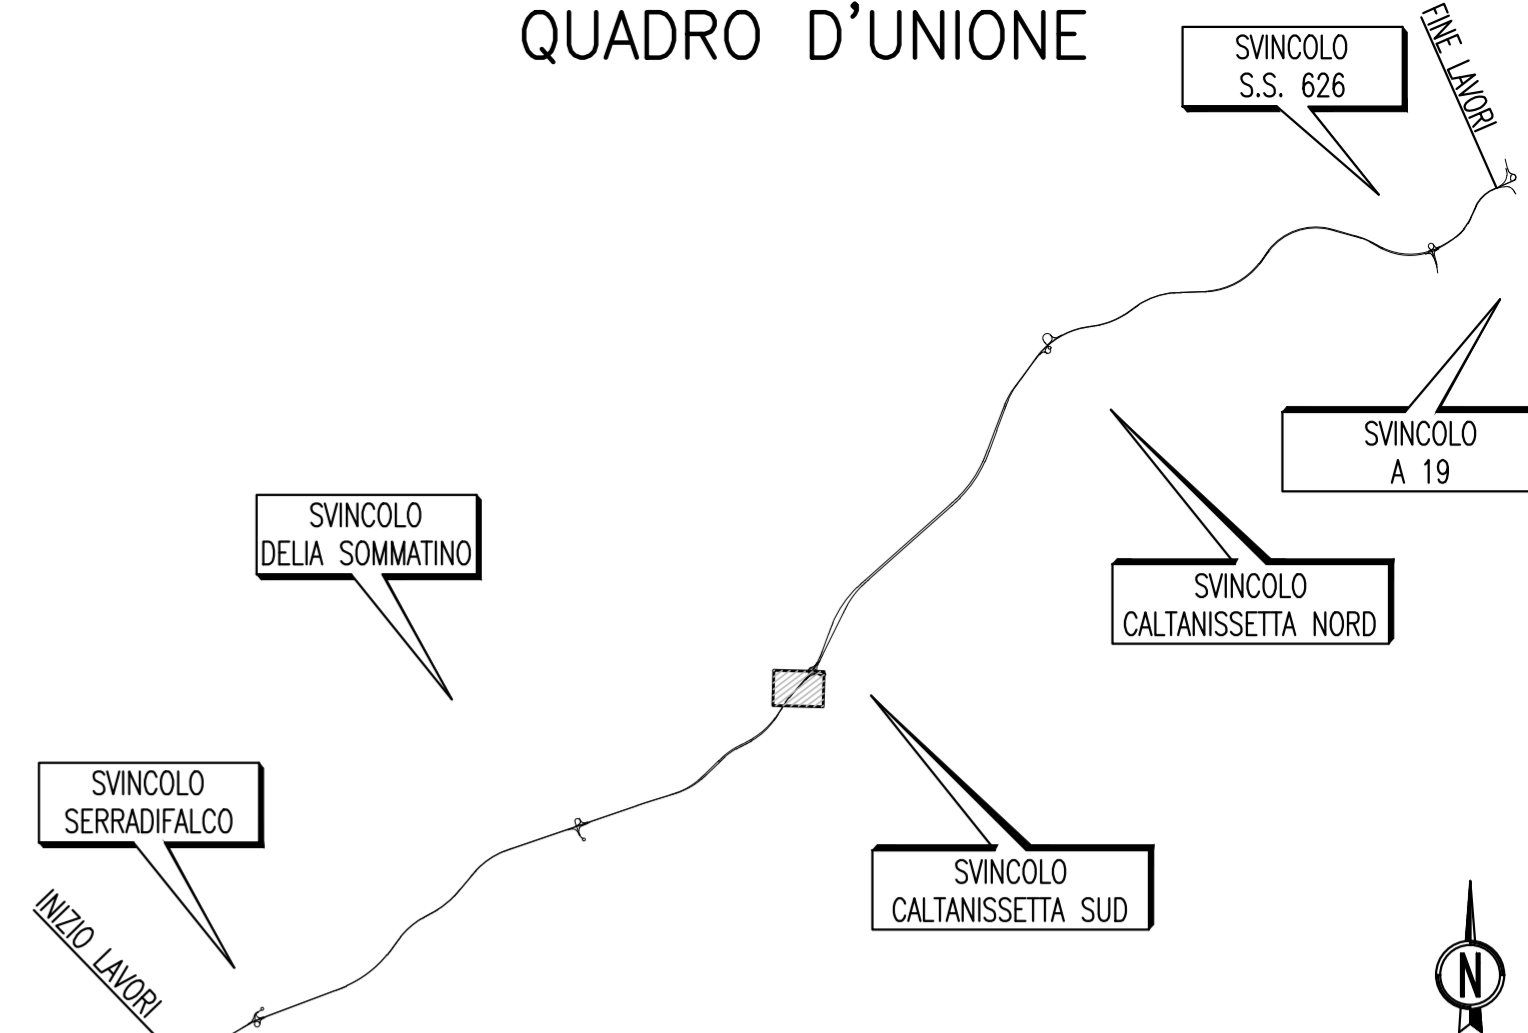 QUADRO D'UNIONE
SVINCOLO
S.S. 626
FINE LAVORI
SVINCOLO
A 19
SVINCOLO
DELIA SOMMATINO
SVINCOLO
CALTANISSETTA NORD
SVINCOLO
SERRADIFALCO
SVINCOLO
CALTANISSETTA SUD
INIZIO LAVORI
N